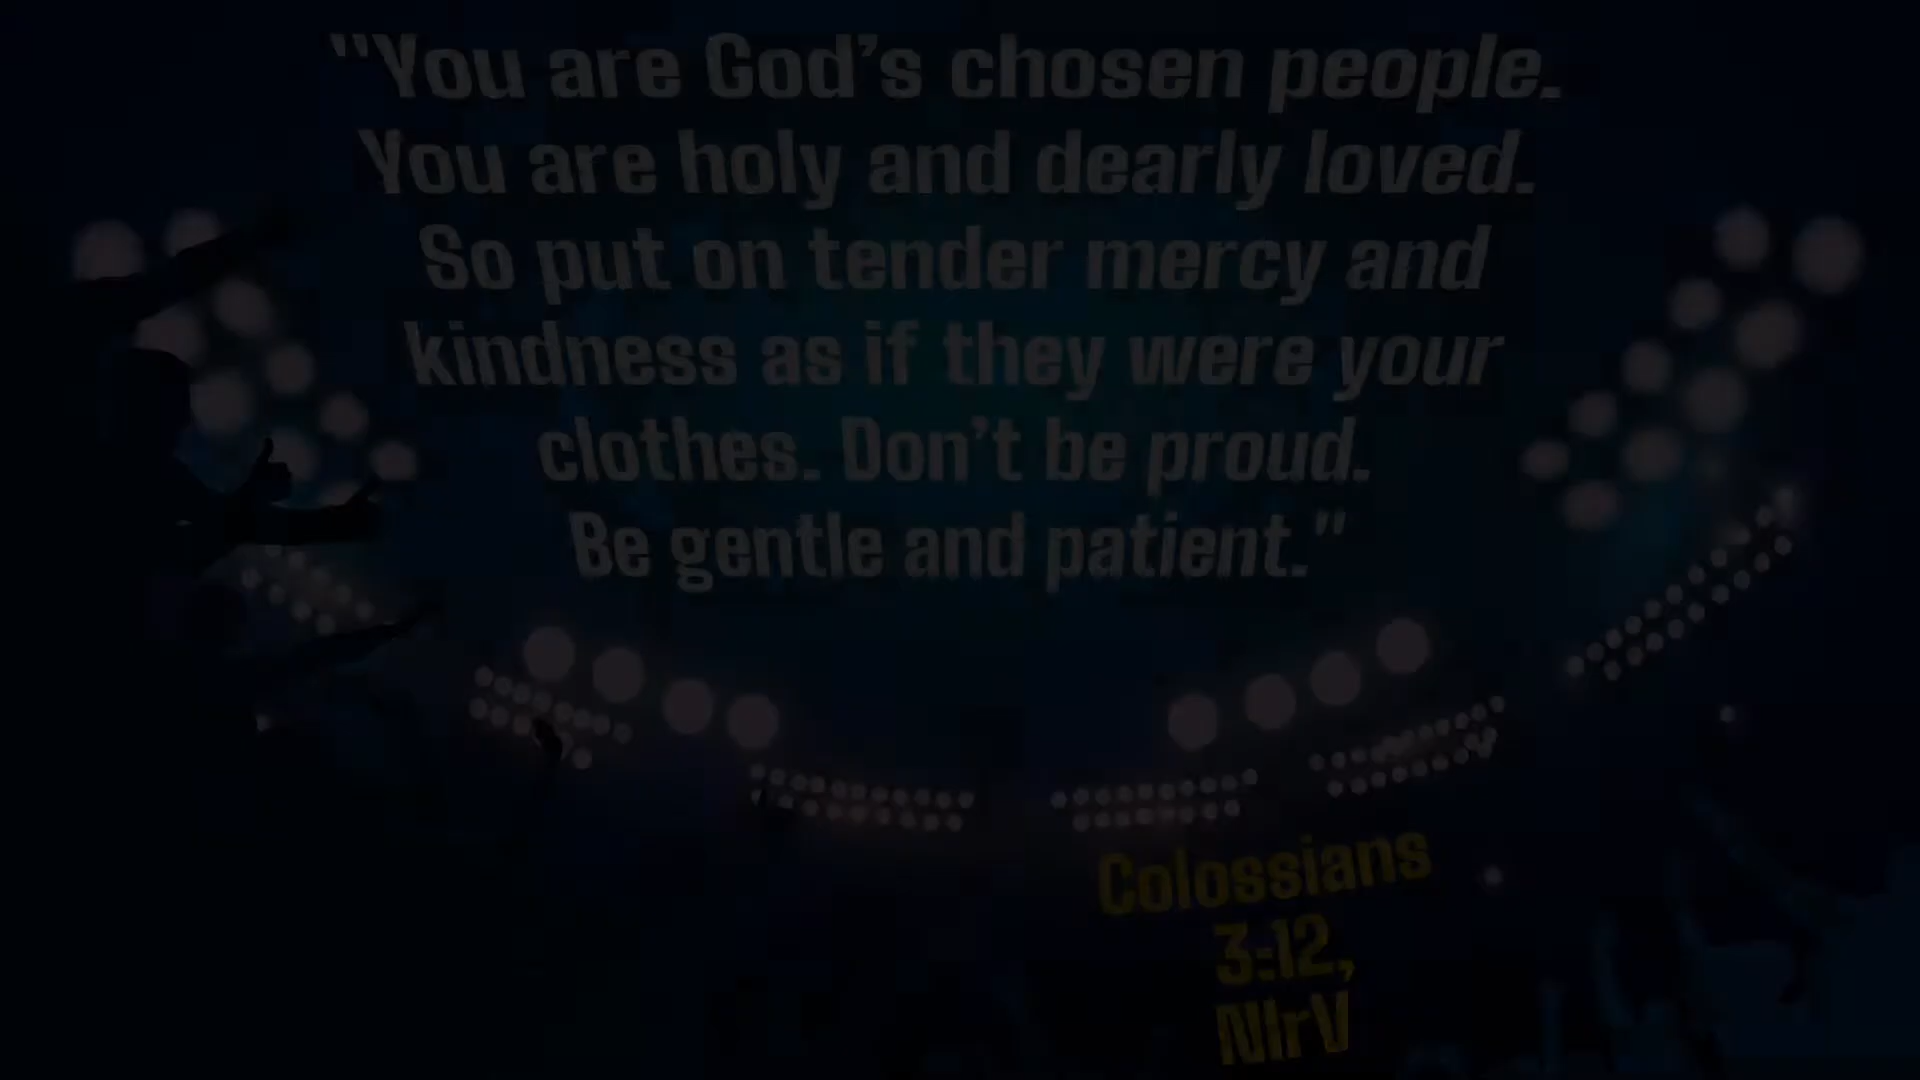 "You are God’s chosen people.
You are holy and dearly loved.
So put on tender mercy and
kindness as if they were your
clothes. Don’t be proud.
Be gentle and patient."
Colossians
3:12,
NIrV